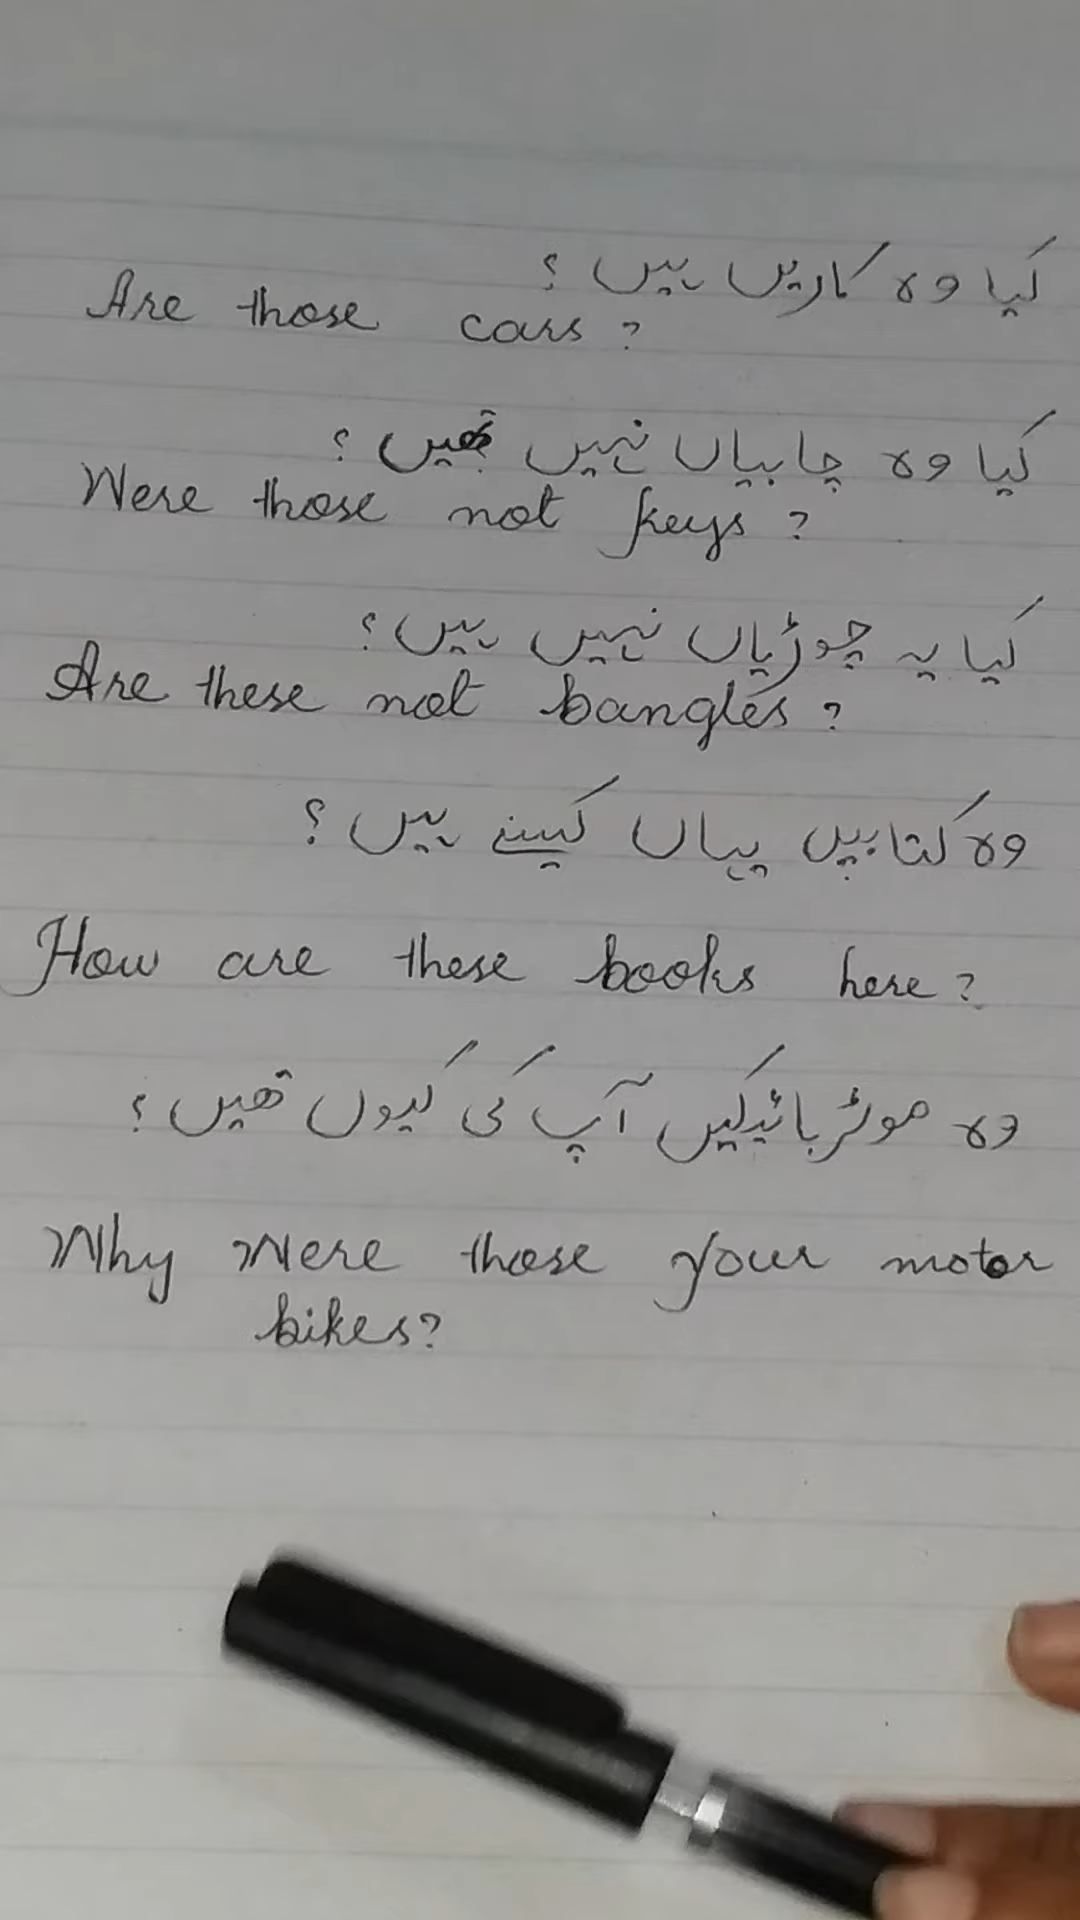 کیا وہ کاریں ہیں ؟
Are those cars ?
کیا وہ چابیاں نہیں تھیں ؟
Were those not keys ?
کیا یہ چوڑیاں نہیں ہیں ؟
Are these not bangles ?
وہ کتابیں یہاں کیسے ہیں ؟
How are these books here ?
وہ موٹر بائیکیں آپ کی کیوں تھیں ؟
Why were those your motor
bikes?